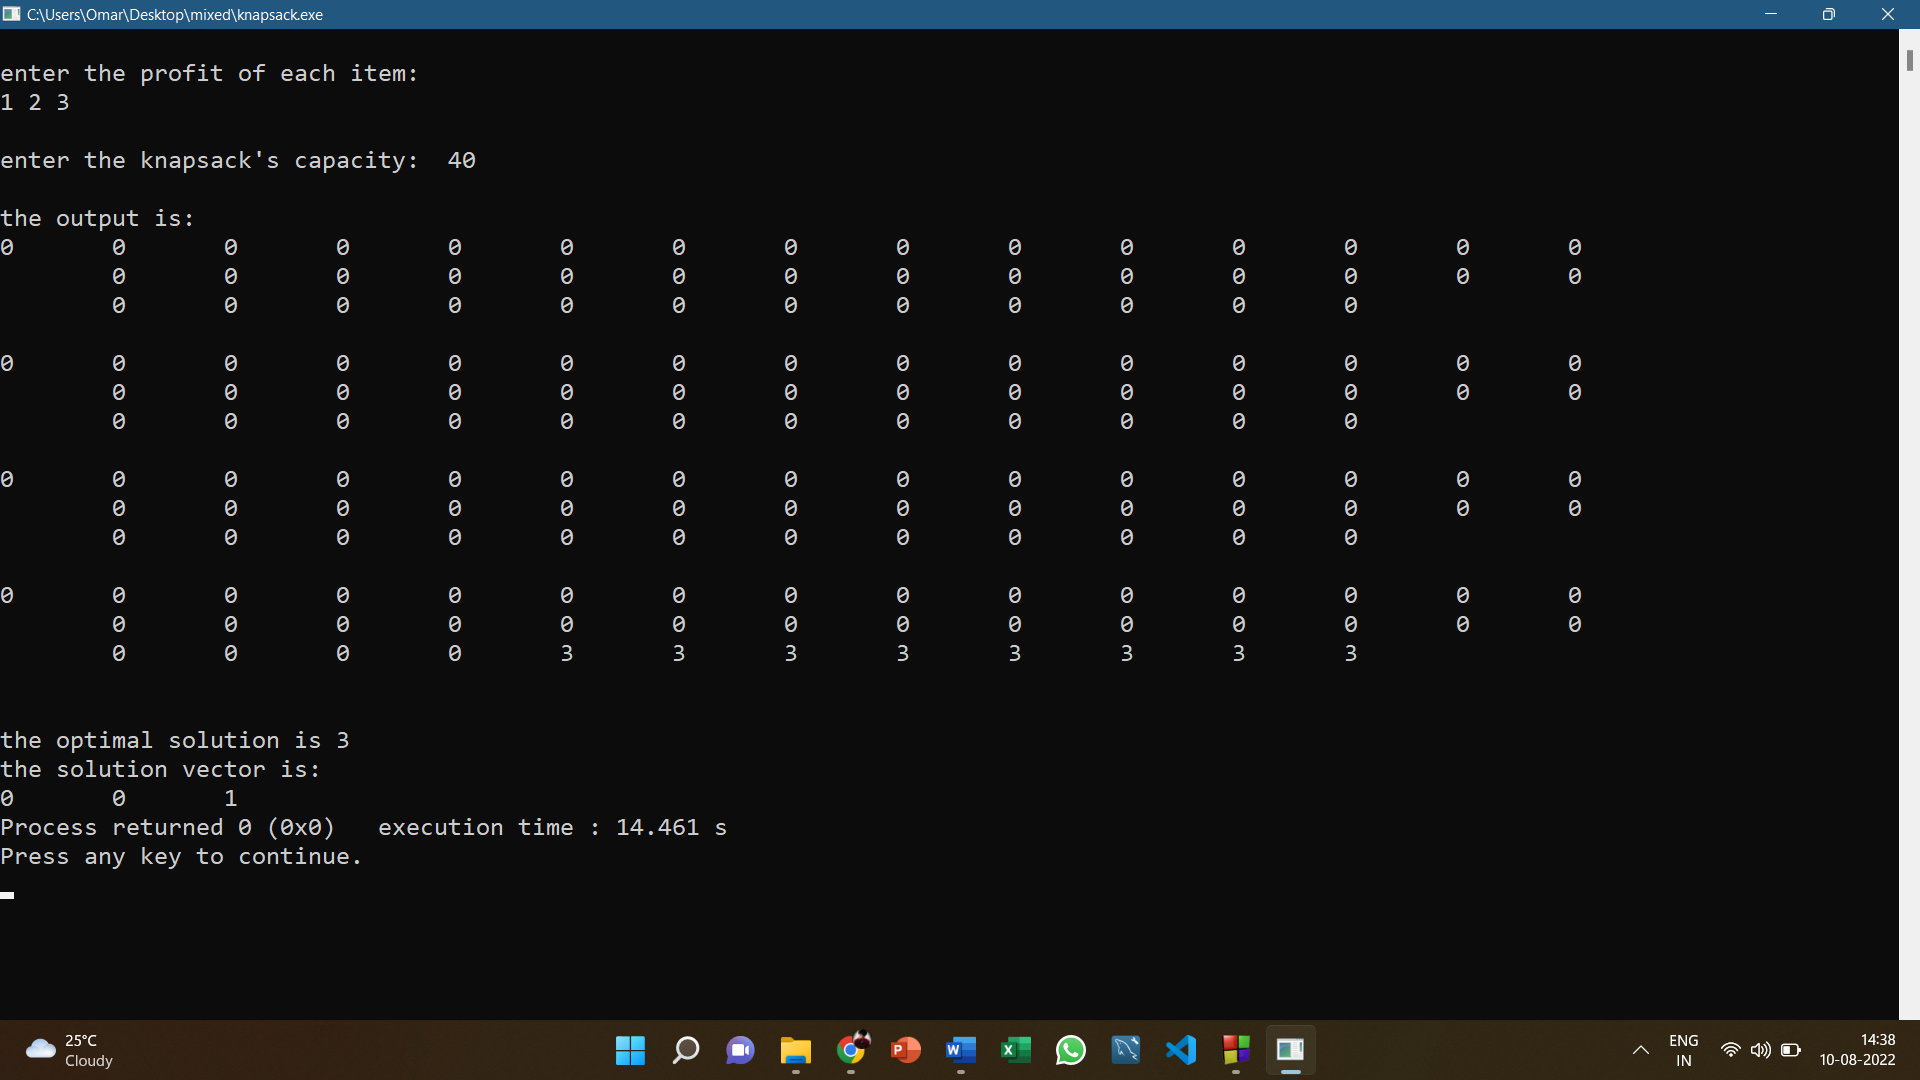 C:\Users\Omar\Desktop\mixed\knapsack.exe
enter the profit of each item:
1 2 3
enter the knapsack's capacity:  40
the output is:
0 0 0 0 0 0 0 0 0 0 0 0 0 0 0
0 0 0 0 0 0 0 0 0 0 0 0 0 0
0 0 0 0 0 0 0 0 0 0 0 0
0 0 0 0 0 0 0 0 0 0 0 0 0 0 0
0 0 0 0 0 0 0 0 0 0 0 0 0 0
0 0 0 0 0 0 0 0 0 0 0 0
0 0 0 0 0 0 0 0 0 0 0 0 0 0 0
0 0 0 0 0 0 0 0 0 0 0 0 0 0
0 0 0 0 0 0 0 0 0 0 0 0
0 0 0 0 0 0 0 0 0 0 0 0 0 0 0
0 0 0 0 0 0 0 0 0 0 0 0 0 0
0 0 0 0 3 3 3 3 3 3 3 3
the optimal solution is 3
the solution vector is:
0 0 1
Process returned 0 (0x0)   execution time : 14.461 s
Press any key to continue.
25°C
Cloudy
ENG
IN
14:38
10-08-2022